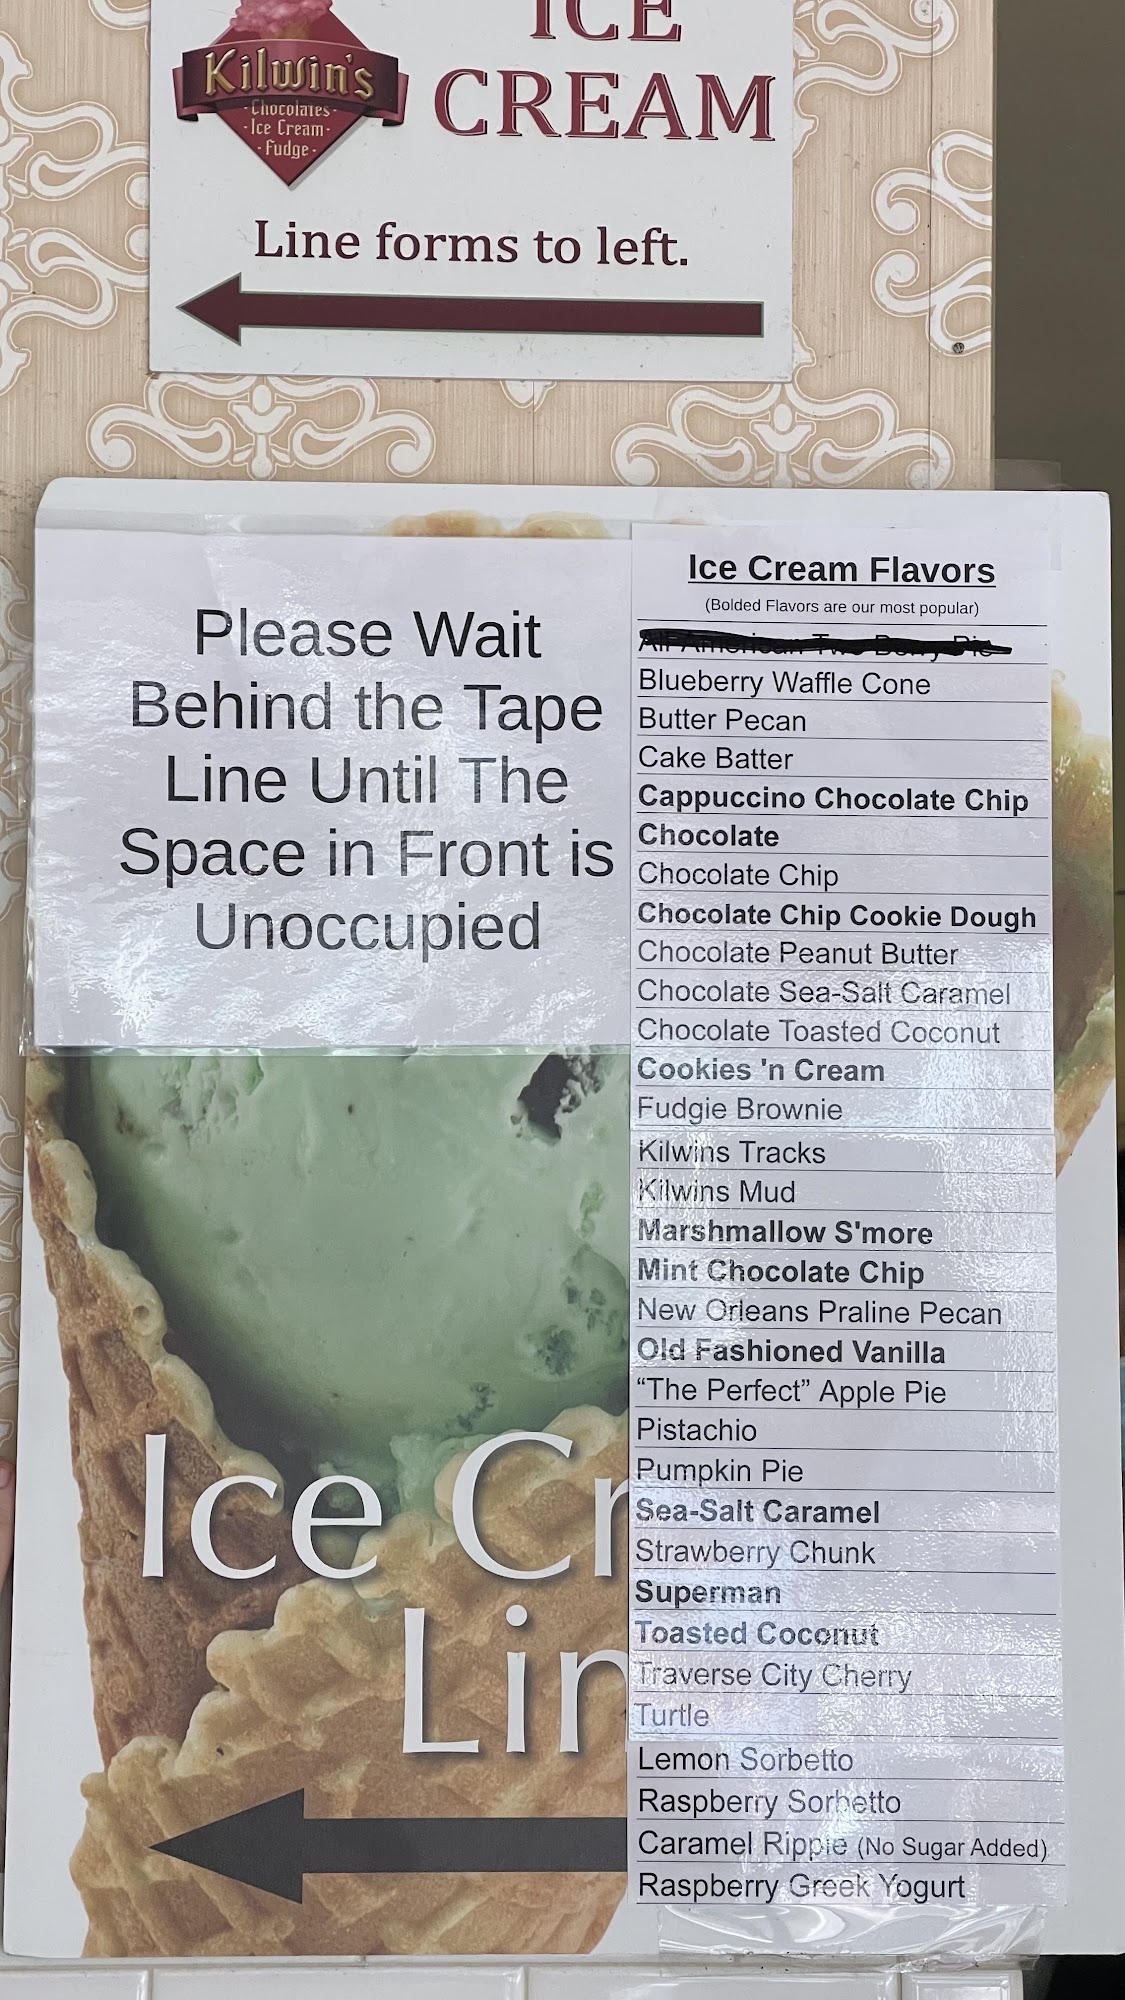 Kilwin's
-Chocolates-
-Ice Cream-
-Fudge-
ICE
CREAM
Line forms to left.
Please Wait
Behind the Tape
Line Until The
Space in Front is
Unoccupied
Ice Cr
Lin
Ice Cream Flavors
(Bolded Flavors are our most popular)
All American Two Berry Pie
Blueberry Waffle Cone
Butter Pecan
Cake Batter
Cappuccino Chocolate Chip
Chocolate
Chocolate Chip
Chocolate Chip Cookie Dough
Chocolate Peanut Butter
Chocolate Sea-Salt Caramel
Chocolate Toasted Coconut
Cookies 'n Cream
Fudgie Brownie
Kilwins Tracks
Kilwins Mud
Marshmallow S'more
Mint Chocolate Chip
New Orleans Praline Pecan
Old Fashioned Vanilla
“The Perfect” Apple Pie
Pistachio
Pumpkin Pie
Sea-Salt Caramel
Strawberry Chunk
Superman
Toasted Coconut
Traverse City Cherry
Turtle
Lemon Sorbetto
Raspberry Sorbetto
Caramel Ripple (No Sugar Added)
Raspberry Greek Yogurt